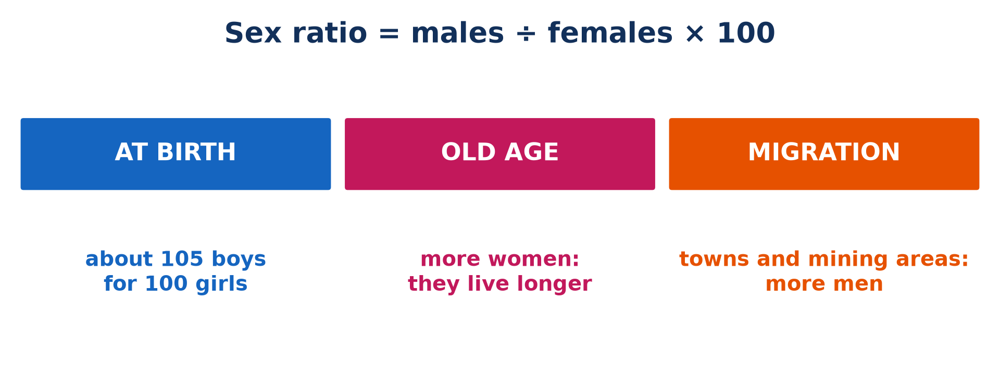 Sex ratio = males ÷ females × 100
AT BIRTH
about 105 boys
for 100 girls
OLD AGE
more women:
they live longer
MIGRATION
towns and mining areas:
more men